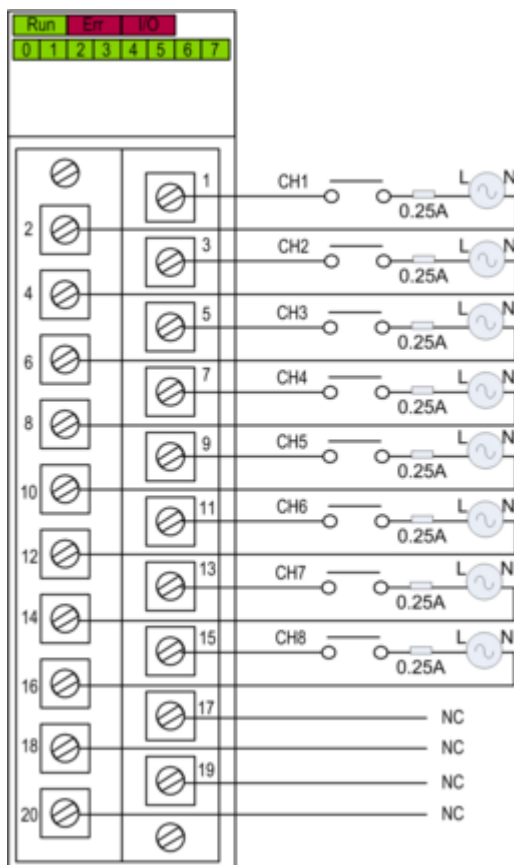 Run Err I/O
0 1 2 3 4 5 6 7
1 CH1 L N
0.25A
2
3 CH2 L N
0.25A
4
5 CH3 L N
0.25A
6
7 CH4 L N
0.25A
8
9 CH5 L N
0.25A
10
11 CH6 L N
0.25A
12
13 CH7 L N
0.25A
14
15 CH8 L N
0.25A
16
17 NC
18 NC
19 NC
20 NC